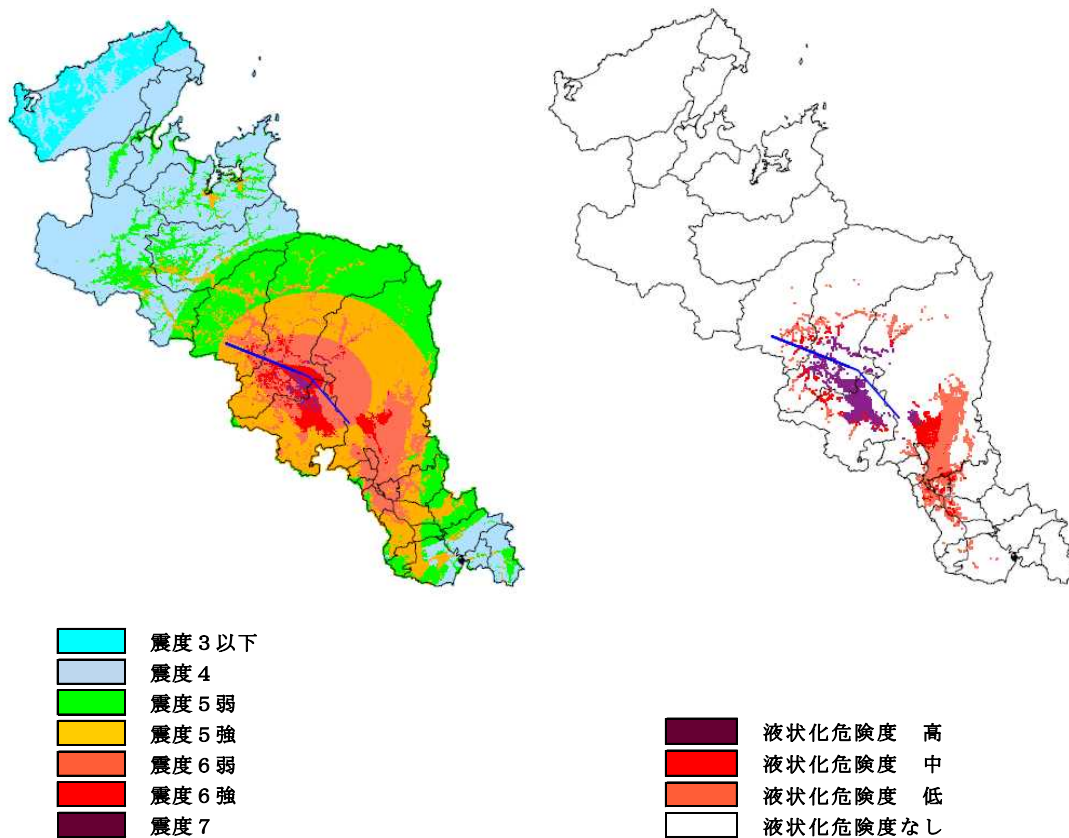 震度３以下
震度４
震度５弱
震度５強
震度６弱
震度６強
震度７
液状化危険度　高
液状化危険度　中
液状化危険度　低
液状化危険度なし